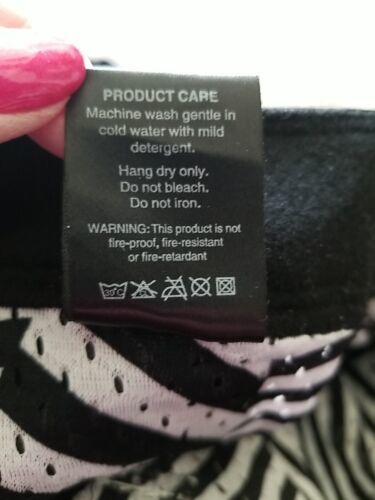 PRODUCT CARE
Machine wash gentle in
cold water with mild
detergent.
Hang dry only.
Do not bleach.
Do not iron.
WARNING: This product is not
fire-proof, fire-resistant
or fire-retardant
30°C